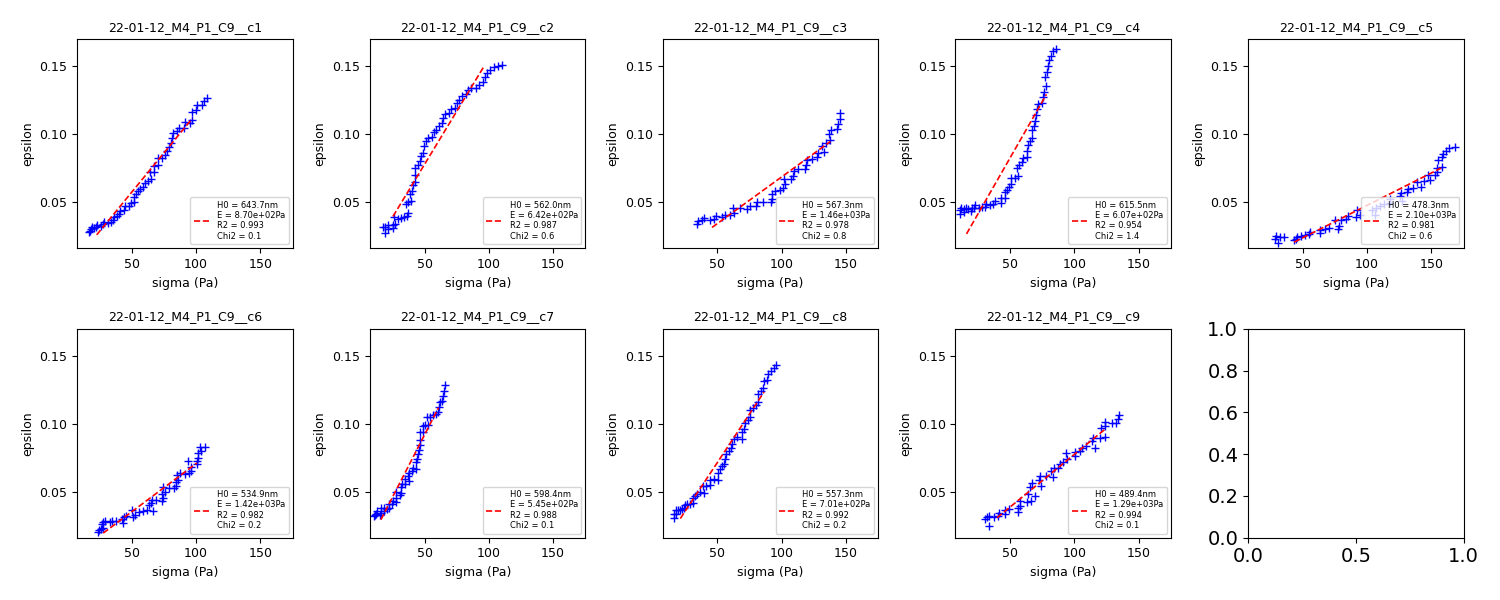 22-01-12_M4_P1_C9__c1
epsilon
0.15
0.10
0.05
50
100
150
sigma (Pa)
H0 = 643.7nm
E = 8.70e+02Pa
R2 = 0.993
Chi2 = 0.1
22-01-12_M4_P1_C9__c2
epsilon
0.15
0.10
0.05
50
100
150
sigma (Pa)
H0 = 562.0nm
E = 6.42e+02Pa
R2 = 0.987
Chi2 = 0.6
22-01-12_M4_P1_C9__c3
epsilon
0.15
0.10
0.05
50
100
150
sigma (Pa)
H0 = 567.3nm
E = 1.46e+03Pa
R2 = 0.978
Chi2 = 0.8
22-01-12_M4_P1_C9__c4
epsilon
0.15
0.10
0.05
50
100
150
sigma (Pa)
H0 = 615.5nm
E = 6.07e+02Pa
R2 = 0.954
Chi2 = 1.4
22-01-12_M4_P1_C9__c5
epsilon
0.15
0.10
0.05
50
100
150
sigma (Pa)
H0 = 478.3nm
E = 2.10e+03Pa
R2 = 0.981
Chi2 = 0.6
22-01-12_M4_P1_C9__c6
epsilon
0.15
0.10
0.05
50
100
150
sigma (Pa)
H0 = 534.9nm
E = 1.42e+03Pa
R2 = 0.982
Chi2 = 0.2
22-01-12_M4_P1_C9__c7
epsilon
0.15
0.10
0.05
50
100
150
sigma (Pa)
H0 = 598.4nm
E = 5.45e+02Pa
R2 = 0.988
Chi2 = 0.1
22-01-12_M4_P1_C9__c8
epsilon
0.15
0.10
0.05
50
100
150
sigma (Pa)
H0 = 557.3nm
E = 7.01e+02Pa
R2 = 0.992
Chi2 = 0.2
22-01-12_M4_P1_C9__c9
epsilon
0.15
0.10
0.05
50
100
150
sigma (Pa)
H0 = 489.4nm
E = 1.29e+03Pa
R2 = 0.994
Chi2 = 0.1
1.0
0.8
0.6
0.4
0.2
0.0
0.0
0.5
1.0